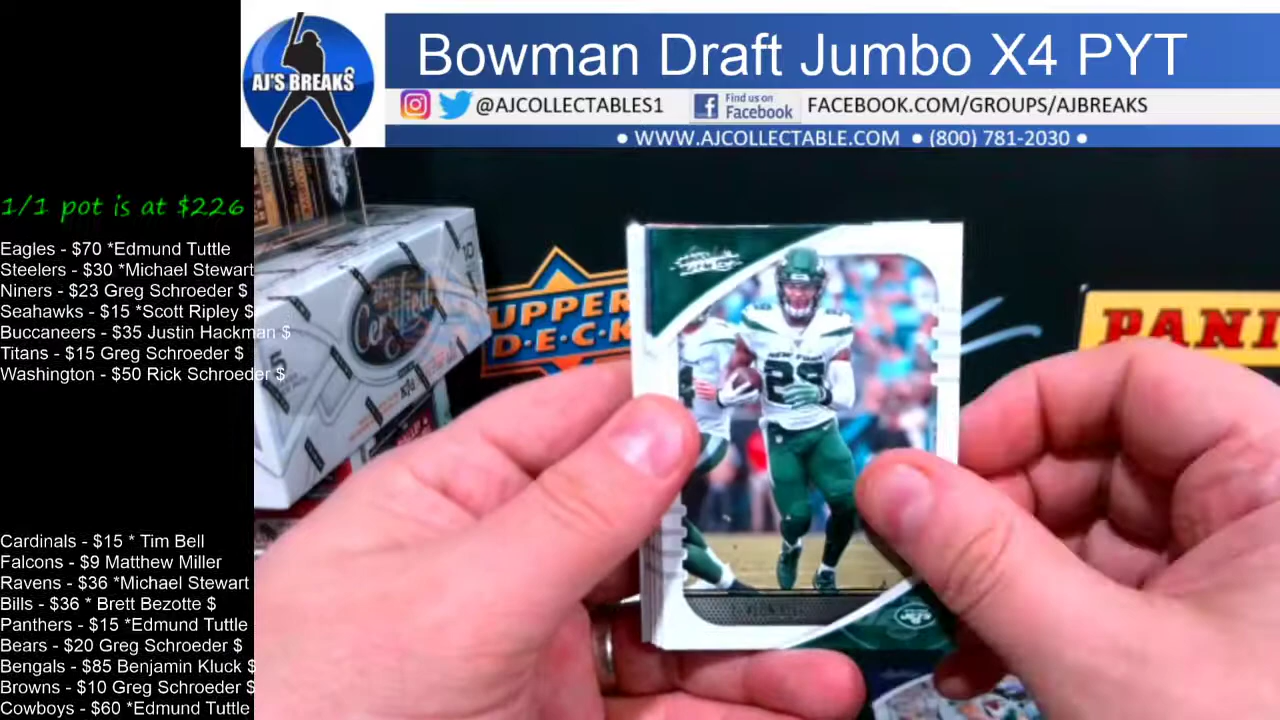 AJ'S BREAKS
Bowman Draft Jumbo X4 PYT
@AJCOLLECTABLES1 Find us on Facebook FACEBOOK.COM/GROUPS/AJBREAKS
• WWW.AJCOLLECTABLE.COM • (800) 781-2030 •
1/1 pot is at $226
Eagles - $70 *Edmund Tuttle
Steelers - $30 *Michael Stewart
Niners - $23 Greg Schroeder $
Seahawks - $15 *Scott Ripley $
Buccaneers - $35 Justin Hackman $
Titans - $15 Greg Schroeder $
Washington - $50 Rick Schroeder $
Cardinals - $15 * Tim Bell
Falcons - $9 Matthew Miller
Ravens - $36 *Michael Stewart
Bills - $36 * Brett Bezotte $
Panthers - $15 *Edmund Tuttle
Bears - $20 Greg Schroeder $
Bengals - $85 Benjamin Kluck $
Browns - $10 Greg Schroeder $
Cowboys - $60 *Edmund Tuttle
UPPER
D•E•C•K
PANI
Certified
NEW YORK